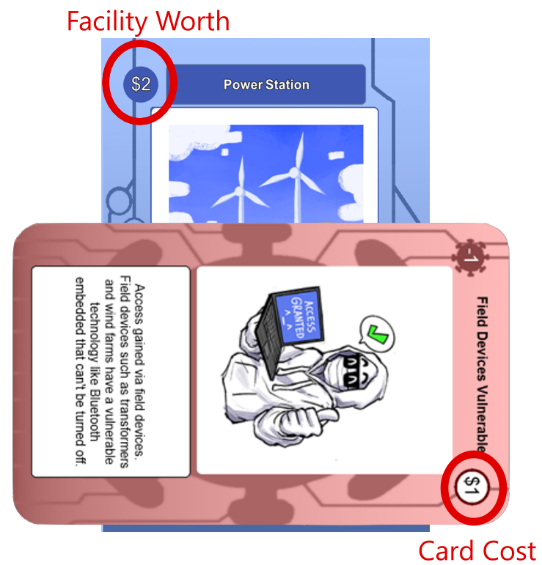 Facility Worth
$2
Power Station
-1
Field Devices Vulnerable
$1
ACCESS
GRANTED
^_^
Access gained via field devices.
Field devices such as transformers
and wind farms have a vulnerable
technology like Bluetooth
embedded that can't be turned off.
Card Cost